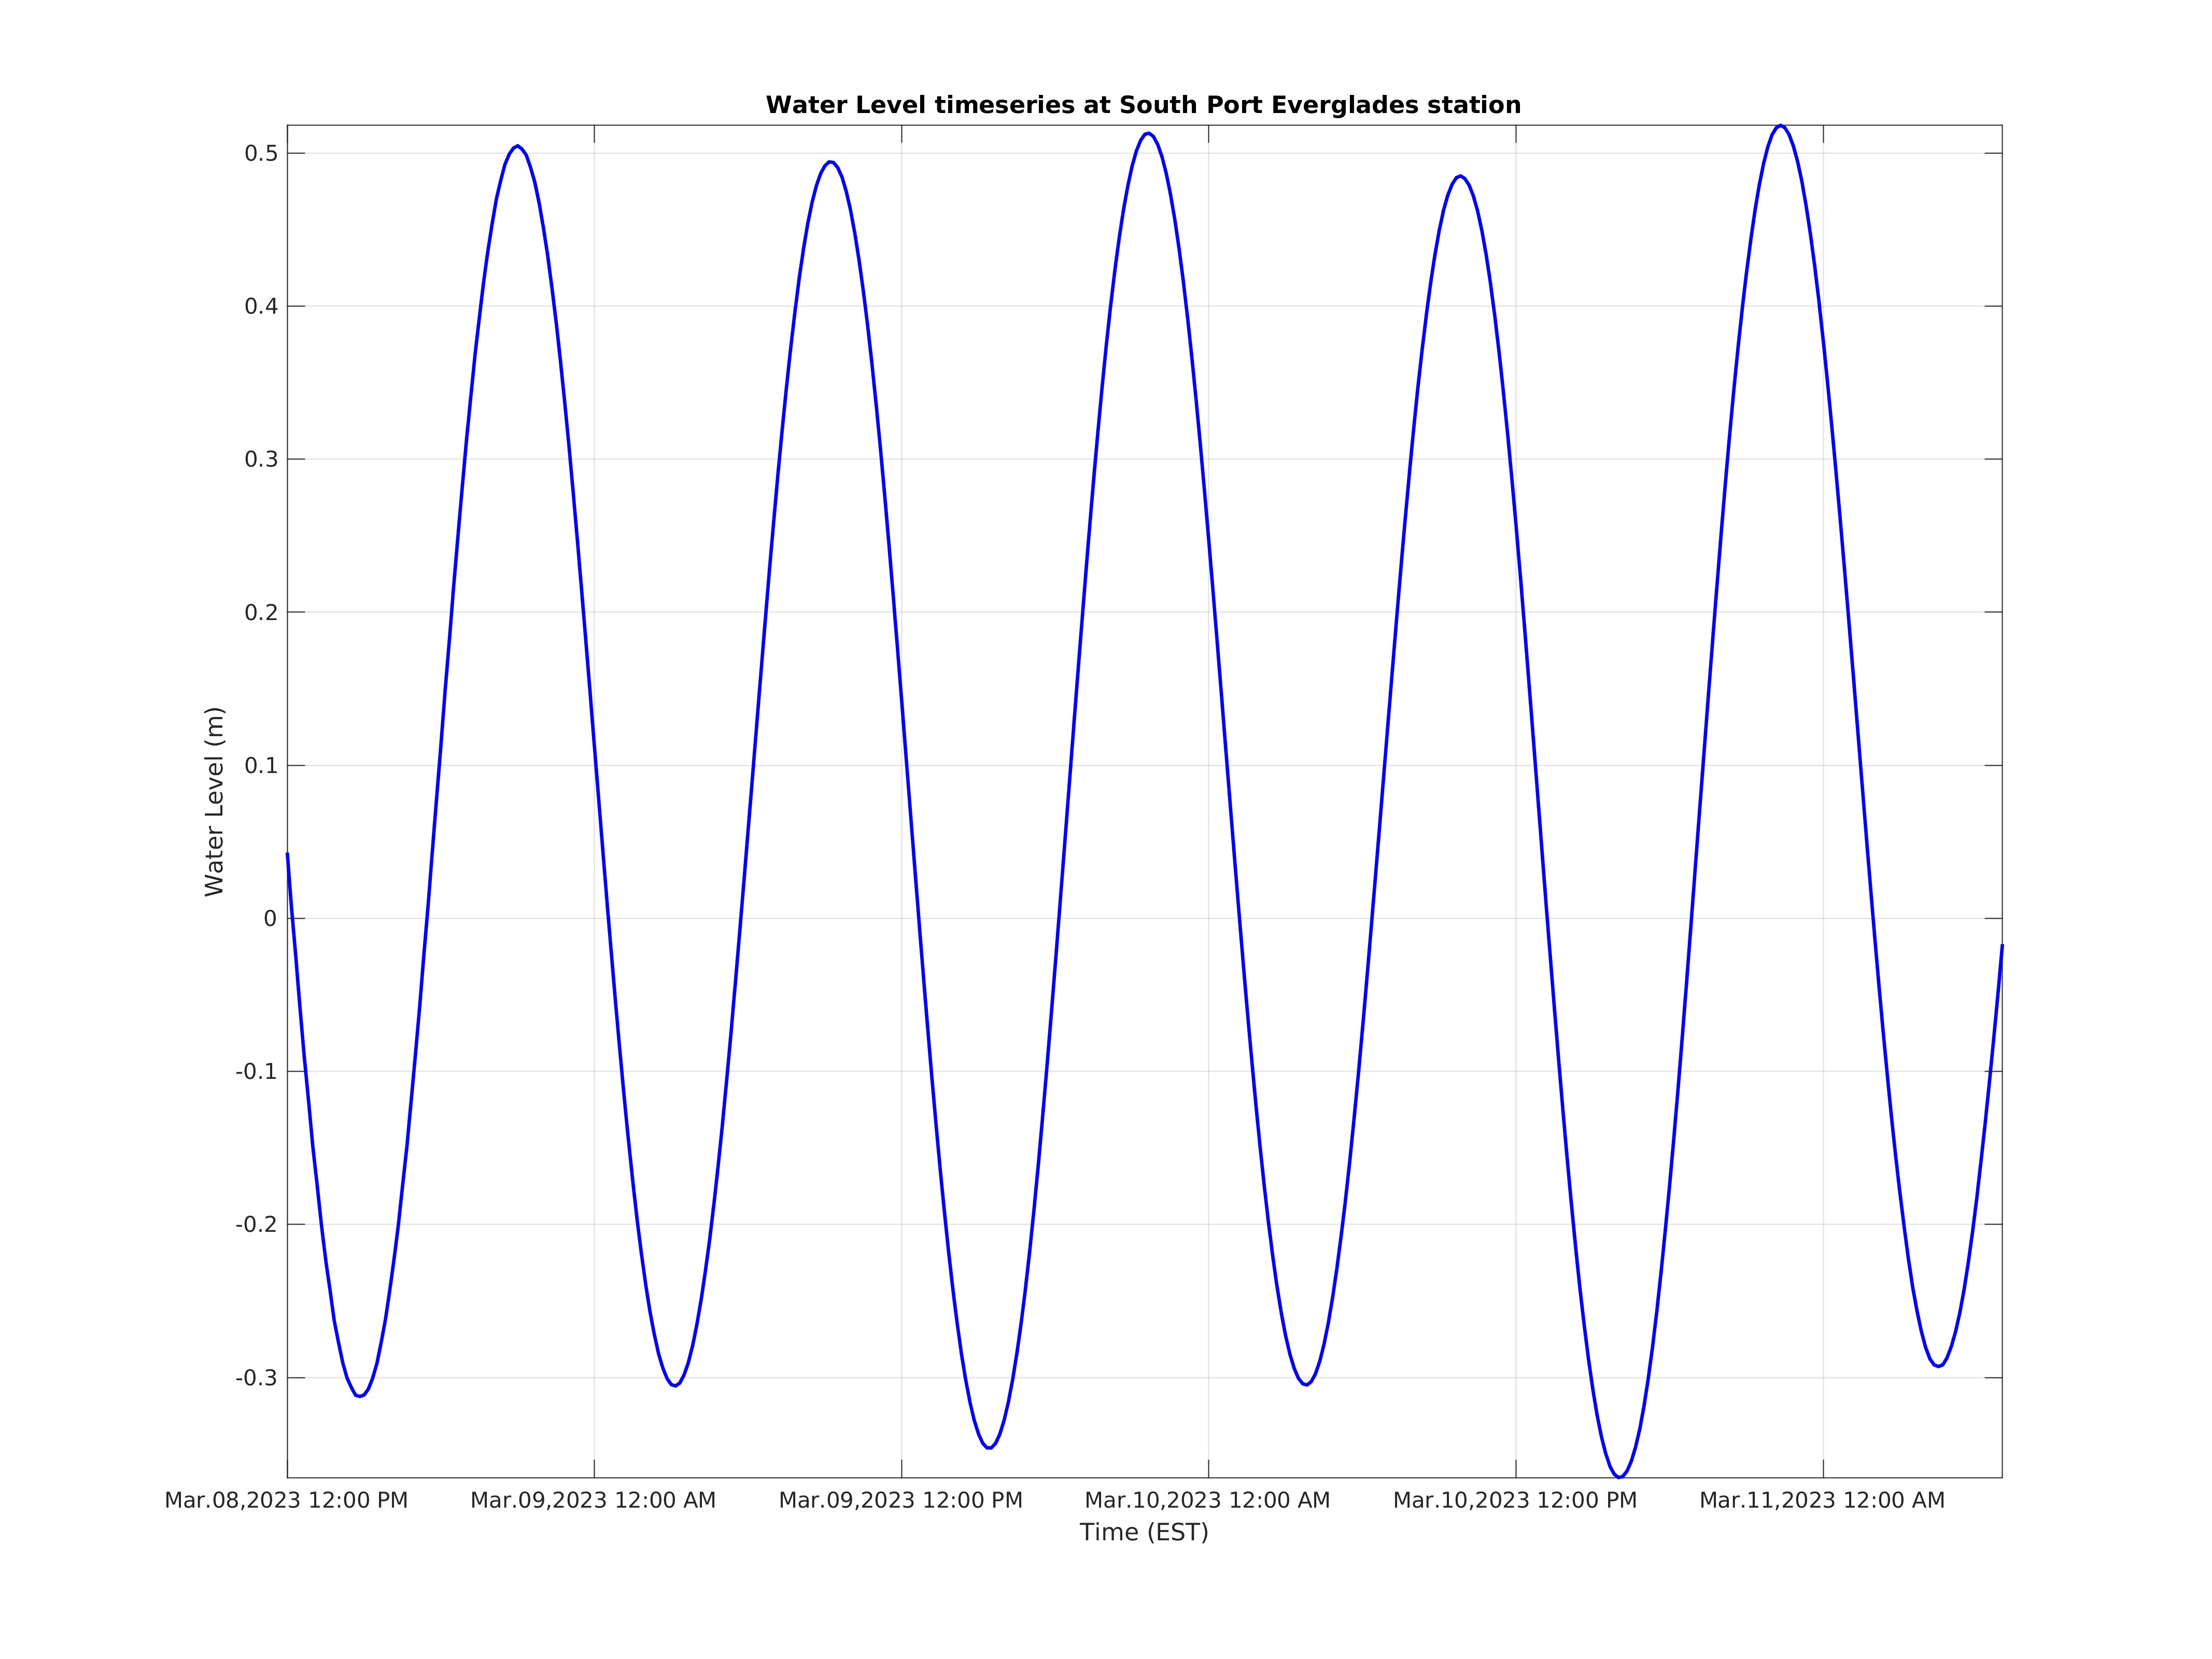 Water Level timeseries at South Port Everglades station
0.5
0.4
0.3
0.2
0.1
0
-0.1
-0.2
-0.3
Water Level (m)
Mar.08,2023 12:00 PM
Mar.09,2023 12:00 AM
Mar.09,2023 12:00 PM
Mar.10,2023 12:00 AM
Mar.10,2023 12:00 PM
Mar.11,2023 12:00 AM
Time (EST)